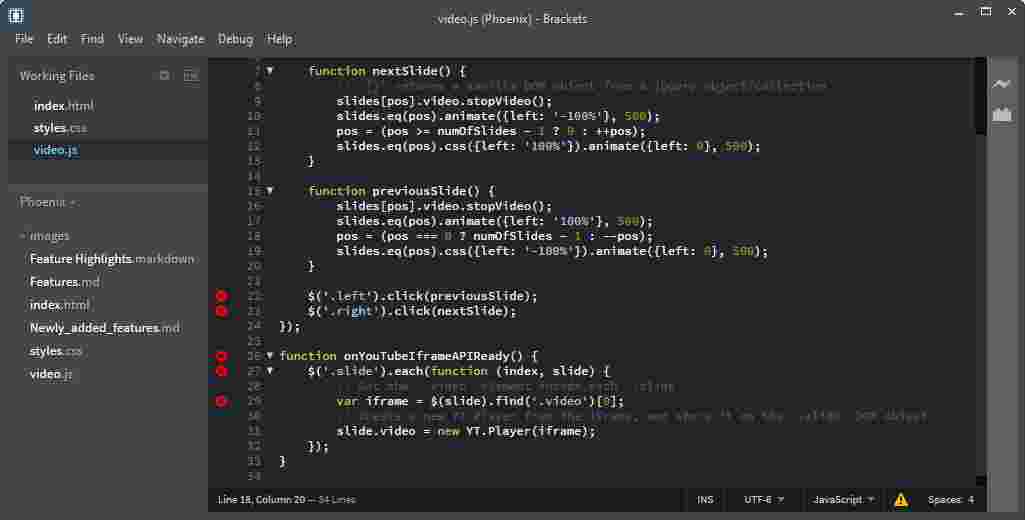 video.js (Phoenix) - Brackets
File Edit Find View Navigate Debug Help
Working Files
index.html
styles.css
video.js
Phoenix
images
Feature Highlights.markdown
Features.md
index.html
Newly_added_features.md
styles.css
video.js
7 function nextSlide() {
8 returns a vanilla DOM object from a jQuery object/collection
9 slides[pos].video.stopVideo();
10 slides.eq(pos).animate({left: '-100%'}, 500);
11 pos = (pos >= numOfSlides - 1 ? 0 : ++pos);
12 slides.eq(pos).css({left: '100%'}).animate({left: 0}, 500);
13 }
14
15 function previousSlide() {
16 slides[pos].video.stopVideo();
17 slides.eq(pos).animate({left: '100%'}, 500);
18 pos = (pos === 0 ? numOfSlides - 1 : --pos);
19 slides.eq(pos).css({left: '-100%'}).animate({left: 0}, 500);
20 }
21
22 $('.left').click(previousSlide);
23 $('.right').click(nextSlide);
24 });
25
26 function onYouTubeIframeAPIReady() {
27 $('.slide').each(function (index, slide) {
28 // Get the .video element .slide
29 var iframe = $(slide).find('.video')[0];
30 // Create a new YT Player from the iframe, and store it on the .slide DOM object
31 slide.video = new YT.Player(iframe);
32 });
33 }
34
Line 18, Column 20 — 34 Lines
INS UTF-8 JavaScript Spaces: 4